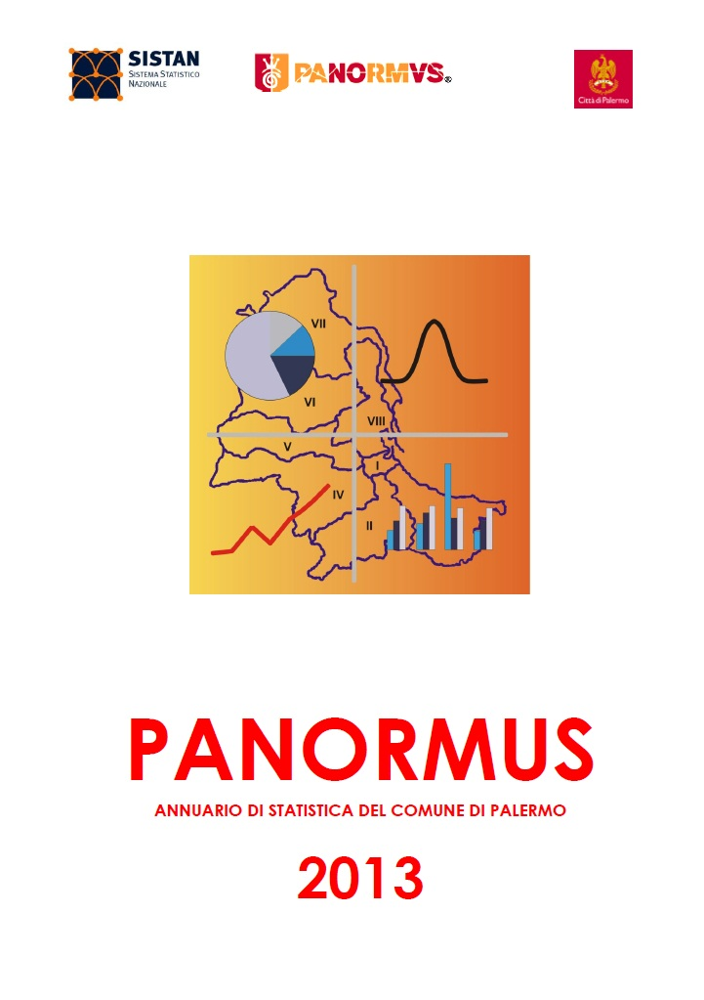 SISTAN
SISTEMA STATISTICO
NAZIONALE
PANORMVS®
Città di Palermo
VII
VI
VIII
V
I
IV
II
PANORMUS
ANNUARIO DI STATISTICA DEL COMUNE DI PALERMO
2013